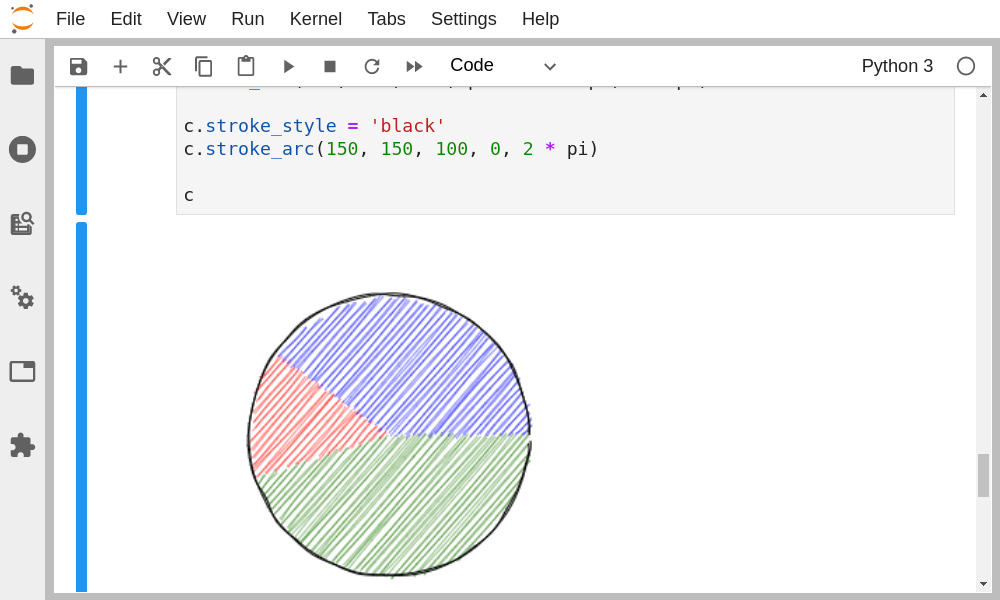 File Edit View Run Kernel Tabs Settings Help
Code Python 3
c.stroke_style = 'black'
c.stroke_arc(150, 150, 100, 0, 2 * pi)
c